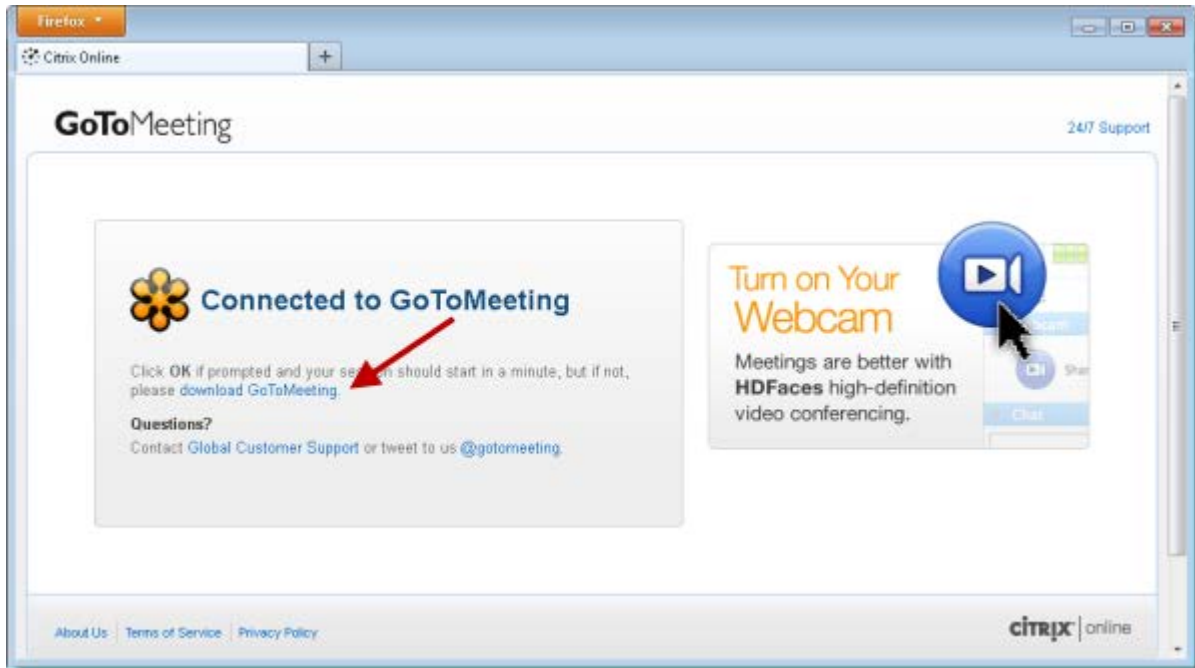 Firefox
Citrix Online
GoToMeeting
24/7 Support
Connected to GoToMeeting
Click OK if prompted and your should start in a minute, but if not,
please download GoToMeeting.
Questions?
Contact Global Customer Support or tweet to us @gotomeeting.
Turn on Your
Webcam
Meetings are better with
HDFaces high-definition
video conferencing.
Chat
About Us
Terms of Service
Privacy Policy
CITRIX online